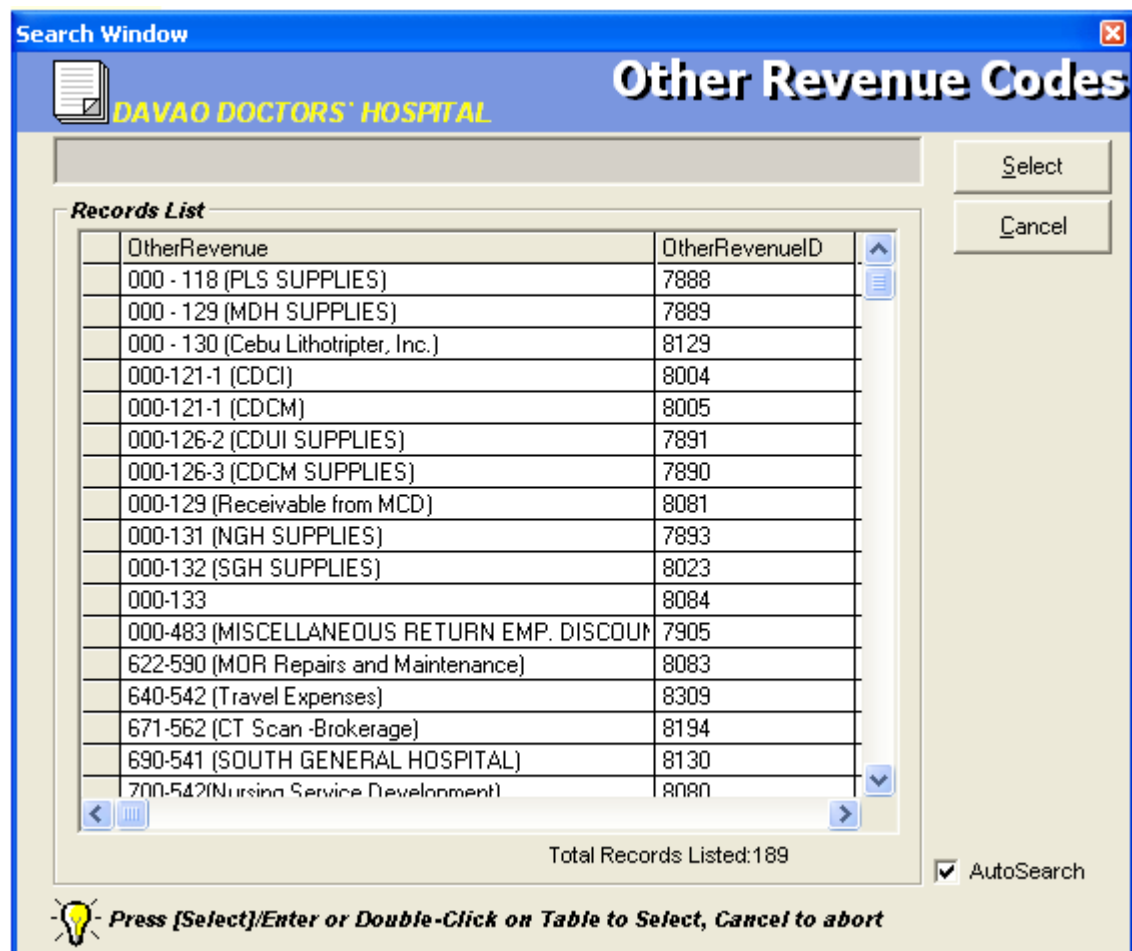 Search Window
Other Revenue Codes
DAVAO DOCTORS' HOSPITAL
Select
Cancel
Records List
OtherRevenue OtherRevenueID
000 - 118 (PLS SUPPLIES) 7888
000 - 129 (MDH SUPPLIES) 7889
000 - 130 (Cebu Lithotripter, Inc.) 8129
000-121-1 (CDCI) 8004
000-121-1 (CDCM) 8005
000-126-2 (CDUI SUPPLIES) 7891
000-126-3 (CDCM SUPPLIES) 7890
000-129 (Receivable from MCD) 8081
000-131 (NGH SUPPLIES) 7893
000-132 (SGH SUPPLIES) 8023
000-133 8084
000-483 (MISCELLANEOUS RETURN EMP. DISCOUN 7905
622-590 (MOR Repairs and Maintenance) 8083
640-542 (Travel Expenses) 8309
671-562 (CT Scan -Brokerage) 8194
690-541 (SOUTH GENERAL HOSPITAL) 8130
700-542(Nursing Service Development) 8080
Total Records Listed:189
AutoSearch
Press [Select]/Enter or Double-Click on Table to Select, Cancel to abort